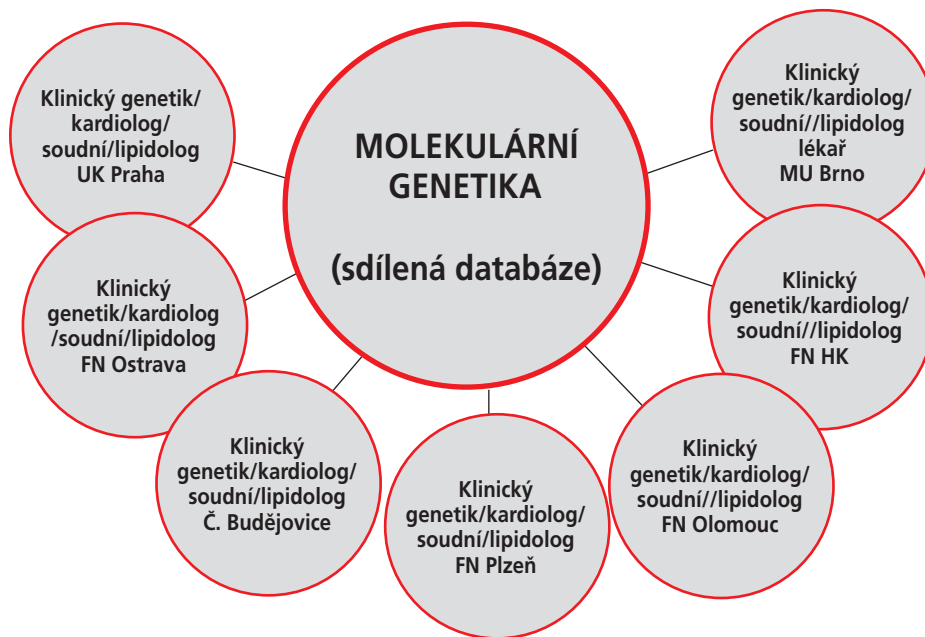 MOLEKULÁRNÍ
GENETIKA
(sdílená databáze)
Klinický genetik/
kardiolog/
soudní/lipidolog
UK Praha
Klinický
genetik/kardiolog
/soudní/lipidolog
FN Ostrava
Klinický
genetik/kardiolog/
soudní/lipidolog
Č. Budějovice
Klinický
genetik/kardiolog/
soudní/lipidolog
FN Plzeň
Klinický
genetik/kardiolog/
soudní//lipidolog
FN Olomouc
Klinický
genetik/kardiolog/
soudní//lipidolog
FN HK
Klinický
genetik/kardiolog/
soudní//lipidolog
lékař
MU Brno